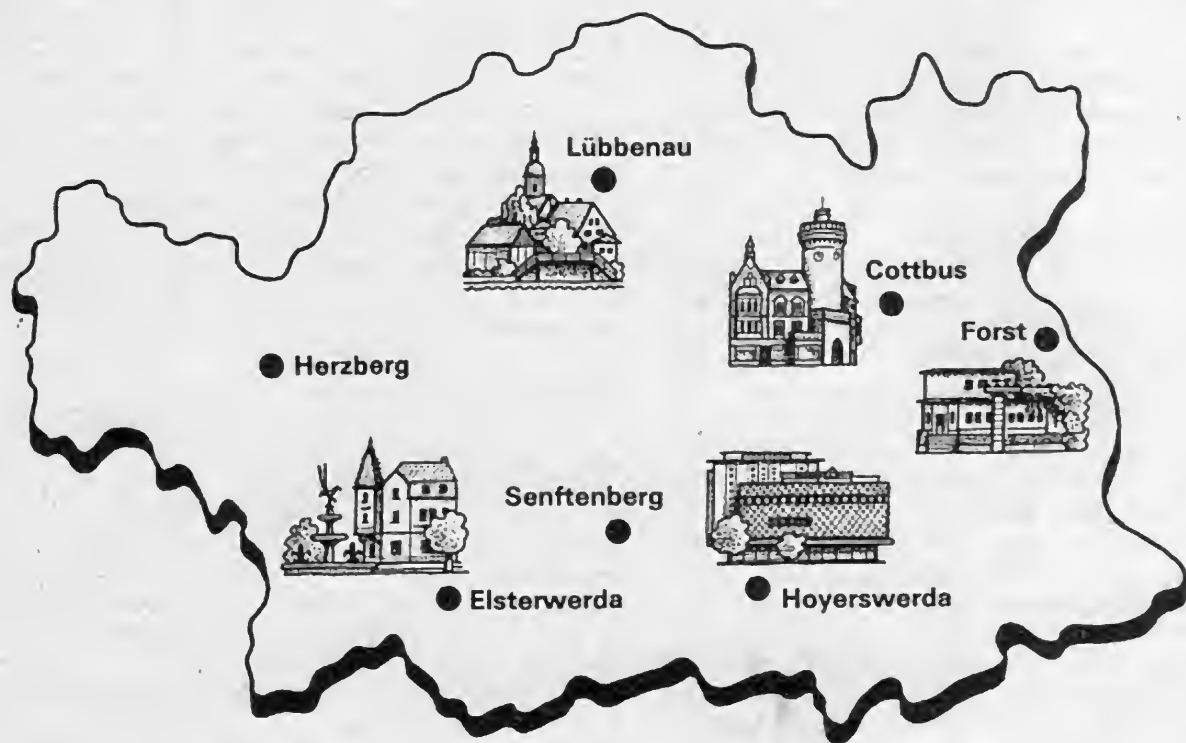 Lübbenau
Cottbus
Forst
Herzberg
Senftenberg
Elsterwerda
Hoyerswerda